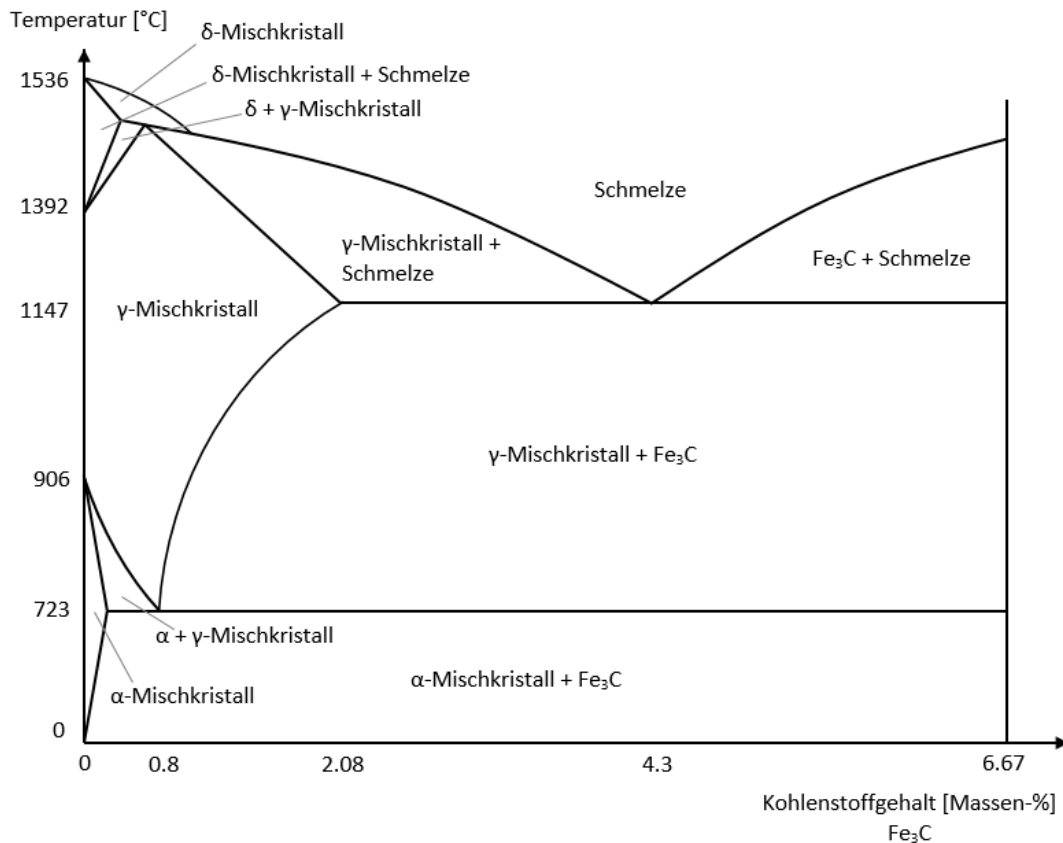 Temperatur [°C]
δ-Mischkristall
1536
δ-Mischkristall + Schmelze
δ + γ-Mischkristall
Schmelze
1392
γ-Mischkristall +
Schmelze
Fe₃C + Schmelze
1147
γ-Mischkristall
γ-Mischkristall + Fe₃C
906
723
α + γ-Mischkristall
α-Mischkristall
α-Mischkristall + Fe₃C
0
0
0.8
2.08
4.3
6.67
Kohlenstoffgehalt [Massen-%]
Fe₃C